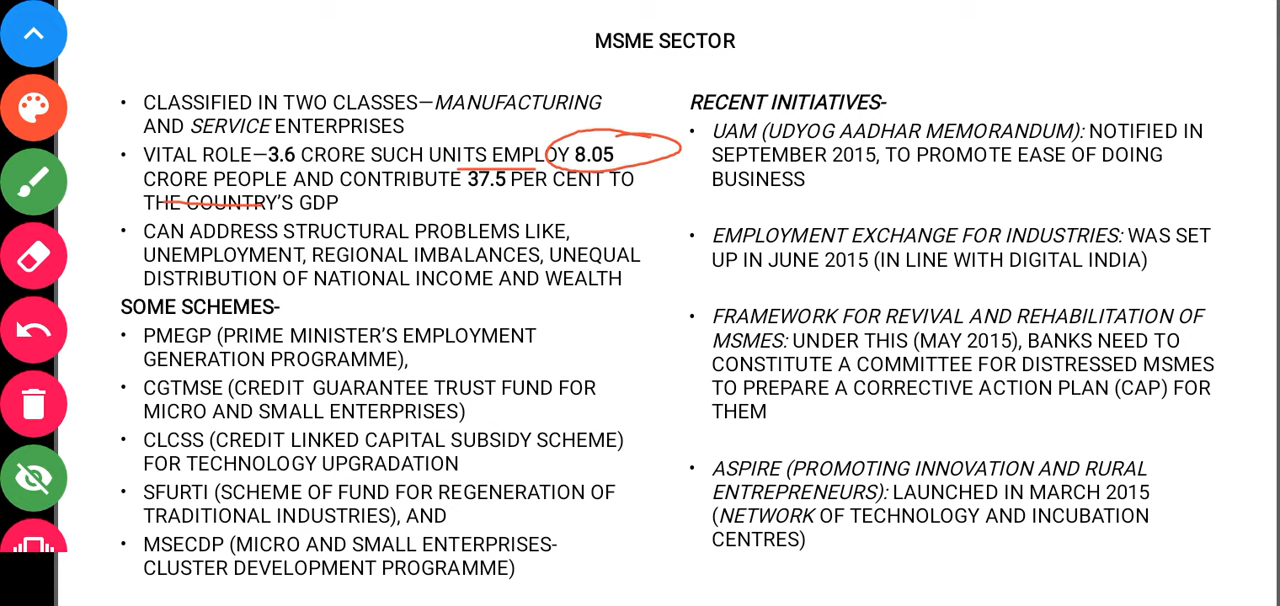 MSME SECTOR
• CLASSIFIED IN TWO CLASSES—MANUFACTURING
AND SERVICE ENTERPRISES
• VITAL ROLE—3.6 CRORE SUCH UNITS EMPLOY 8.05
CRORE PEOPLE AND CONTRIBUTE 37.5 PER CENT TO
THE COUNTRY'S GDP
• CAN ADDRESS STRUCTURAL PROBLEMS LIKE,
UNEMPLOYMENT, REGIONAL IMBALANCES, UNEQUAL
DISTRIBUTION OF NATIONAL INCOME AND WEALTH
SOME SCHEMES-
• PMEGP (PRIME MINISTER'S EMPLOYMENT
GENERATION PROGRAMME),
• CGTMSE (CREDIT GUARANTEE TRUST FUND FOR
MICRO AND SMALL ENTERPRISES)
• CLCSS (CREDIT LINKED CAPITAL SUBSIDY SCHEME)
FOR TECHNOLOGY UPGRADATION
• SFURTI (SCHEME OF FUND FOR REGENERATION OF
TRADITIONAL INDUSTRIES), AND
• MSECDP (MICRO AND SMALL ENTERPRISES-
CLUSTER DEVELOPMENT PROGRAMME)
RECENT INITIATIVES-
• UAM (UDYOG AADHAR MEMORANDUM): NOTIFIED IN
SEPTEMBER 2015, TO PROMOTE EASE OF DOING
BUSINESS
• EMPLOYMENT EXCHANGE FOR INDUSTRIES: WAS SET
UP IN JUNE 2015 (IN LINE WITH DIGITAL INDIA)
• FRAMEWORK FOR REVIVAL AND REHABILITATION OF
MSMES: UNDER THIS (MAY 2015), BANKS NEED TO
CONSTITUTE A COMMITTEE FOR DISTRESSED MSMES
TO PREPARE A CORRECTIVE ACTION PLAN (CAP) FOR
THEM
• ASPIRE (PROMOTING INNOVATION AND RURAL
ENTREPRENEURS): LAUNCHED IN MARCH 2015
(NETWORK OF TECHNOLOGY AND INCUBATION
CENTRES)